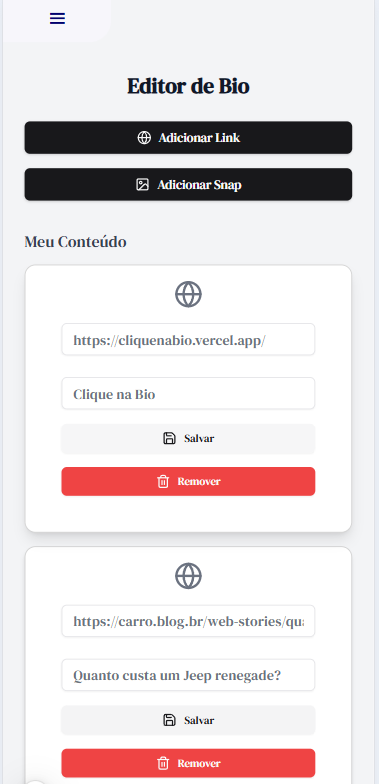 Editor de Bio
Adicionar Link
Adicionar Snap
Meu Conteúdo
https://cliquenabio.vercel.app/
Clique na Bio
Salvar
Remover
https://carro.blog.br/web-stories/qu
Quanto custa um Jeep renegade?
Salvar
Remover